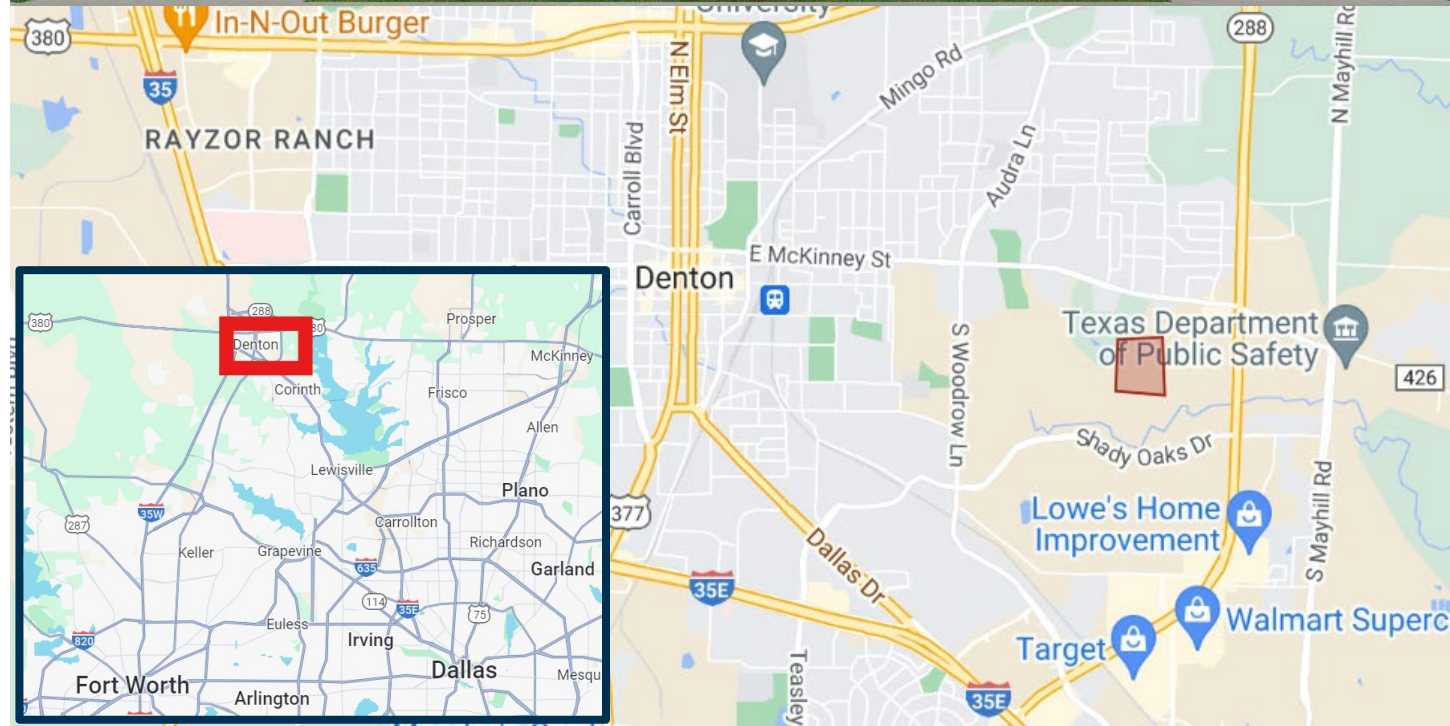 University
380
In-N-Out Burger
288
N Mayhill Rd
35
N Elm St
Mingo Rd
RAYZOR RANCH
Carroll Blvd
Audra Ln
E McKinney St
Denton
Texas Department
of Public Safety
426
S Woodrow Ln
Shady Oaks Dr
377
Lowe's Home
Improvement
S Mayhill Rd
Dallas Dr
35E
Walmart Superc
Target
Teasley
35E
288
380
380
Denton
Prosper
McKinney
Corinth
Frisco
Allen
Lewisville
Plano
35W
287
Carrollton
Richardson
Keller
Grapevine
635
Garland
114
35E
75
Euless
Irving
820
Dallas
Mesqu
Fort Worth
Arlington